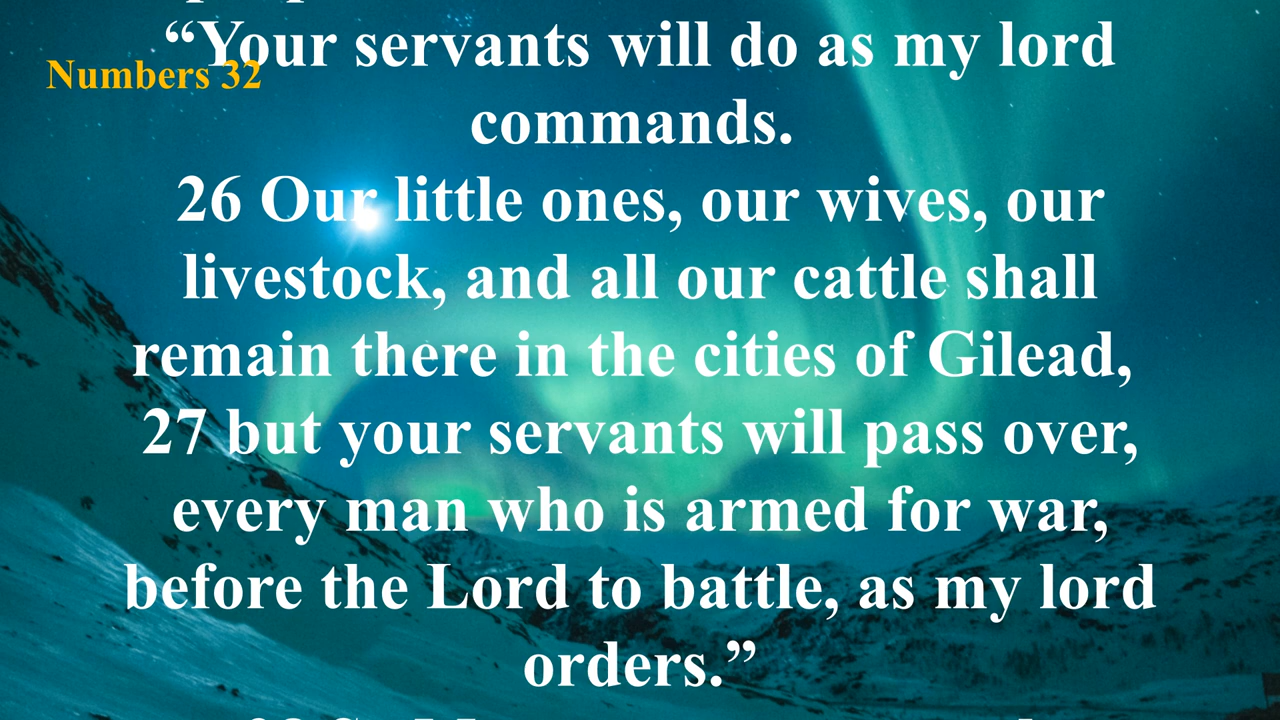 “Your servants will do as my lord
Numbers 32
commands.
26 Our little ones, our wives, our
livestock, and all our cattle shall
remain there in the cities of Gilead,
27 but your servants will pass over,
every man who is armed for war,
before the Lord to battle, as my lord
orders.”